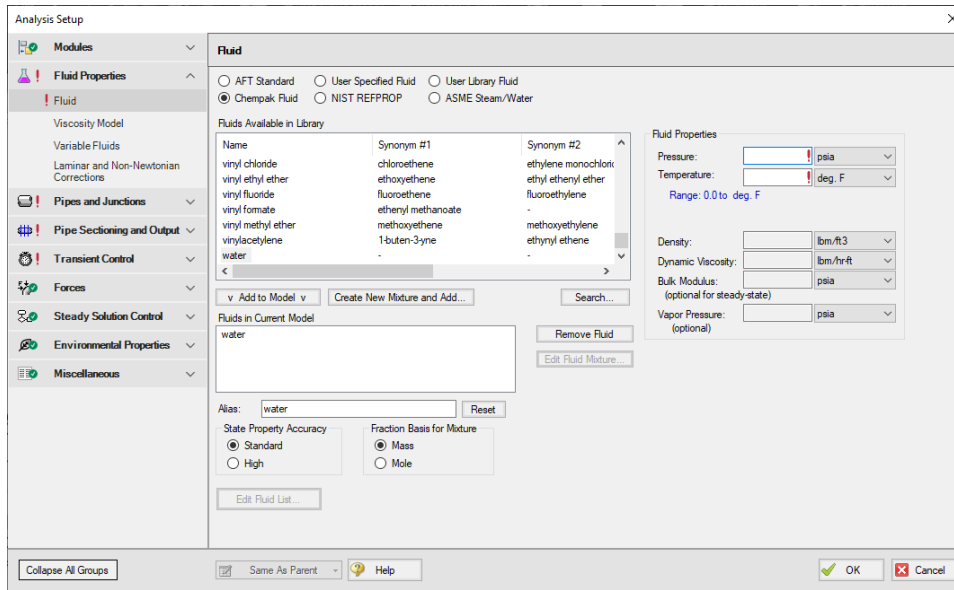 Analysis Setup
Modules
Fluid Properties
Fluid
Viscosity Model
Variable Fluids
Laminar and Non-Newtonian
Corrections
Pipes and Junctions
Pipe Sectioning and Output
Transient Control
Forces
Steady Solution Control
Environmental Properties
Miscellaneous
Fluid
AFT Standard User Specified Fluid User Library Fluid
Chempak Fluid NIST REFPROP ASME Steam/Water
Fluids Available in Library
Name Synonym #1 Synonym #2
vinyl chloride chloroethene ethylene monochloric
vinyl ethyl ether ethoxyethene ethyl ethenyl ether
vinyl fluoride fluoroethene fluoroethylene
vinyl formate ethenyl methanoate -
vinyl methyl ether methoxyethene methoxyethylene
vinylacetylene 1-buten-3-yne ethynyl ethene
water - -
v Add to Model v Create New Mixture and Add... Search...
Fluids in Current Model
water
Remove Fluid
Edit Fluid Mixture...
Alias: water Reset
State Property Accuracy Fraction Basis for Mixture
Standard Mass
High Mole
Edit Fluid List...
Fluid Properties
Pressure: psia
Temperature: deg. F
Range: 0.0 to deg. F
Density: lbm/ft3
Dynamic Viscosity: lbm/hr-ft
Bulk Modulus: psia
(optional for steady-state)
Vapor Pressure: psia
(optional)
Collapse All Groups Same As Parent Help OK Cancel